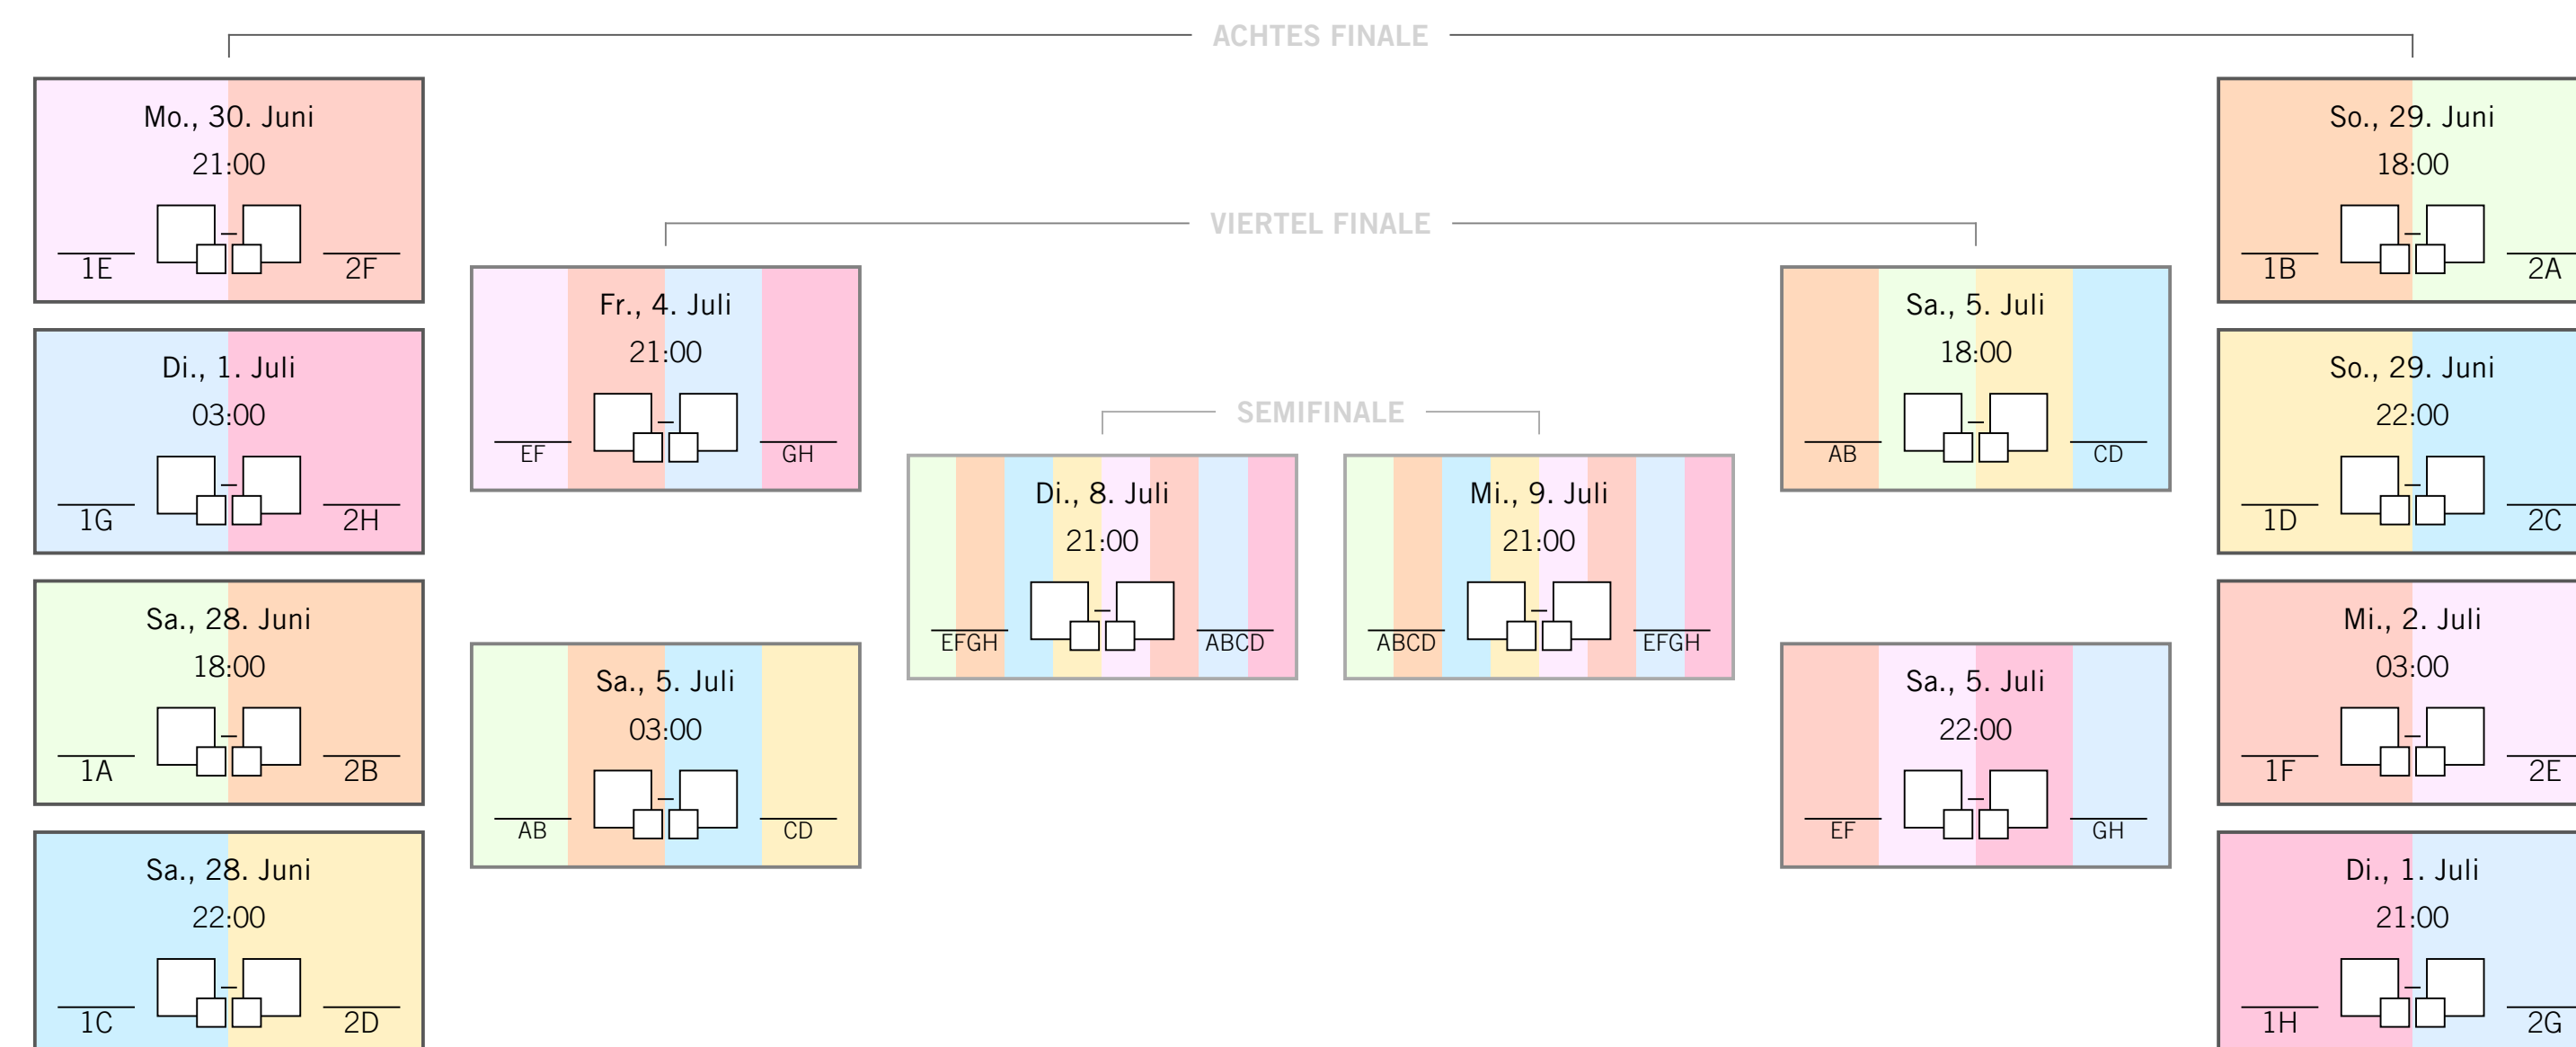 ACHTES FINALE
Mo., 30. Juni
21:00
1E – 2F
Di., 1. Juli
03:00
1G – 2H
Sa., 28. Juni
18:00
1A – 2B
Sa., 28. Juni
22:00
1C – 2D
VIERTEL FINALE
Fr., 4. Juli
21:00
EF – GH
Sa., 5. Juli
03:00
AB – CD
SEMIFINALE
Di., 8. Juli
21:00
EFGH – ABCD
Mi., 9. Juli
21:00
ABCD – EFGH
Sa., 5. Juli
18:00
AB – CD
Sa., 5. Juli
22:00
EF – GH
So., 29. Juni
18:00
1B – 2A
So., 29. Juni
22:00
1D – 2C
Mi., 2. Juli
03:00
1F – 2E
Di., 1. Juli
21:00
1H – 2G